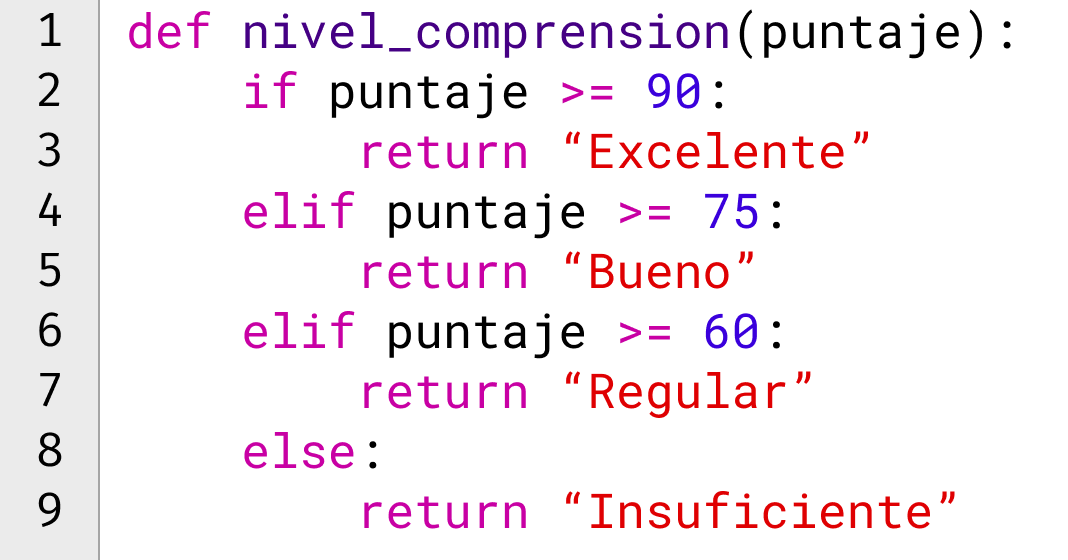 1 def nivel_comprension(puntaje):
2     if puntaje >= 90:
3         return “Excelente”
4     elif puntaje >= 75:
5         return “Bueno”
6     elif puntaje >= 60:
7         return “Regular”
8     else:
9         return “Insuficiente”